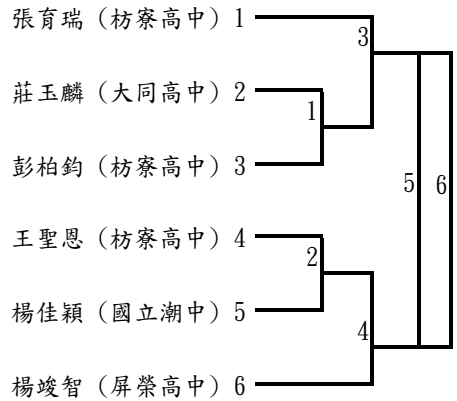 張育瑞（枋寮高中）1
3
莊玉麟（大同高中）2
1
彭柏鈞（枋寮高中）3
5 6
王聖恩（枋寮高中）4
2
楊佳穎（國立潮中）5
4
楊竣智（屏榮高中）6